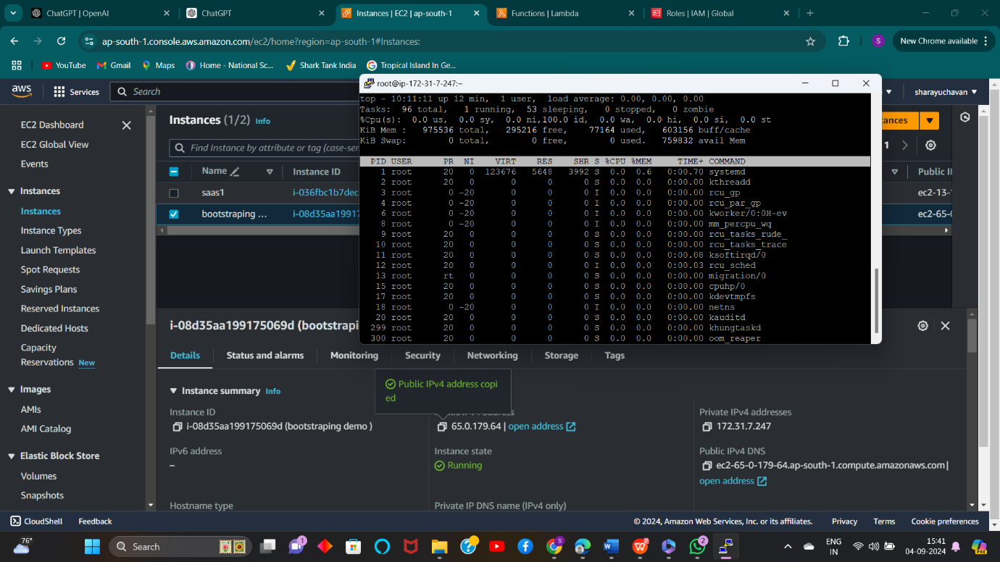 ChatGPT | OpenAI
ChatGPT
Instances | EC2 | ap-south-1
Functions | Lambda
Roles | IAM | Global
ap-south-1.console.aws.amazon.com/ec2/home?region=ap-south-1#Instances:
S
New Chrome available
YouTube
Gmail
Maps
Home - National Sc...
Shark Tank India
Tropical Island In Ge...
aws
Services
Search
sharayuchavan
root@ip-172-31-7-247:~
top - 10:11:11 up 12 min, 1 user, load average: 0.00, 0.00, 0.00
Tasks: 96 total, 1 running, 53 sleeping, 0 stopped, 0 zombie
%Cpu(s): 0.0 us, 0.0 sy, 0.0 ni,100.0 id, 0.0 wa, 0.0 hi, 0.0 si, 0.0 st
KiB Mem : 975536 total, 295216 free, 77164 used, 603156 buff/cache
KiB Swap: 0 total, 0 free, 0 used. 759832 avail Mem
PID USER PR NI VIRT RES SHR S %CPU %MEM TIME+ COMMAND
1 root 20 0 123676 5648 3992 S 0.0 0.6 0:00.70 systemd
2 root 20 0 0 0 0 S 0.0 0.0 0:00.00 kthreadd
3 root 0 -20 0 0 0 I 0.0 0.0 0:00.00 rcu_gp
4 root 0 -20 0 0 0 I 0.0 0.0 0:00.00 rcu_par_gp
6 root 0 -20 0 0 0 I 0.0 0.0 0:00.00 kworker/0:0H-ev
8 root 0 -20 0 0 0 I 0.0 0.0 0:00.00 mm_percpu_wq
9 root 20 0 0 0 0 S 0.0 0.0 0:00.00 rcu_tasks_rude_
10 root 20 0 0 0 0 S 0.0 0.0 0:00.00 rcu_tasks_trace
11 root 20 0 0 0 0 S 0.0 0.0 0:00.08 ksoftirqd/0
12 root 20 0 0 0 0 I 0.0 0.0 0:00.03 rcu_sched
13 root rt 0 0 0 0 S 0.0 0.0 0:00.00 migration/0
15 root 20 0 0 0 0 S 0.0 0.0 0:00.00 cpuhp/0
17 root 20 0 0 0 0 S 0.0 0.0 0:00.00 kdevtmpfs
18 root 0 -20 0 0 0 I 0.0 0.0 0:00.00 netns
20 root 20 0 0 0 0 S 0.0 0.0 0:00.00 kauditd
299 root 20 0 0 0 0 S 0.0 0.0 0:00.00 khungtaskd
300 root 20 0 0 0 0 S 0.0 0.0 0:00.00 oom_reaper
EC2 Dashboard
EC2 Global View
Events
Instances
Instances
Instance Types
Launch Templates
Spot Requests
Savings Plans
Reserved Instances
Dedicated Hosts
Capacity
Reservations New
Images
AMIs
AMI Catalog
Elastic Block Store
Volumes
Snapshots
Instances (1/2) Info
ances
1
Find Instance by attribute or tag (case-ser
Name
Instance ID
Public I
saas1
i-036fbc1b7dec
ec2-13-
bootstraping ...
i-08d35aa1991
ec2-65-
i-08d35aa199175069d (bootstrapi
Details
Status and alarms
Monitoring
Security
Networking
Storage
Tags
Public IPv4 address copi
ed
Instance summary Info
Instance ID
i-08d35aa199175069d (bootstraping demo )
65.0.179.64 | open address
Private IPv4 addresses
172.31.7.247
IPv6 address
–
Instance state
Running
Public IPv4 DNS
ec2-65-0-179-64.ap-south-1.compute.amazonaws.com |
open address
Hostname type
Private IP DNS name (IPv4 only)
CloudShell
Feedback
© 2024, Amazon Web Services, Inc. or its affiliates.
Privacy
Terms
Cookie preferences
76°
Search
1
2
ENG
IN
15:41
04-09-2024
PRE